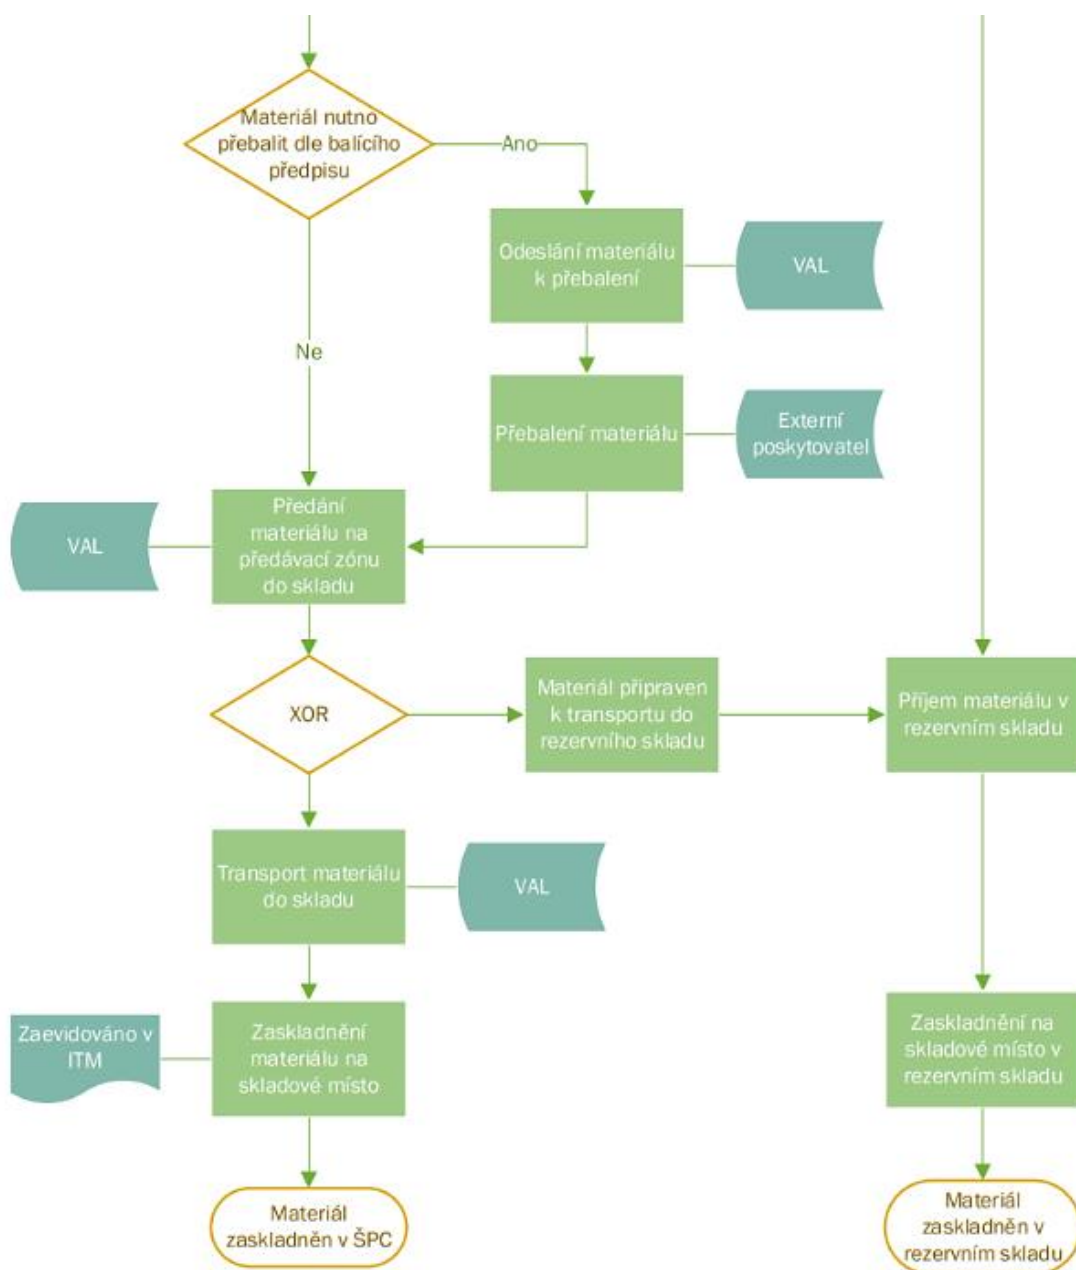 Materiál nutno
přebalit dle balícího
předpisu
Ano
Odeslání materiálu
k přebalení
VAL
Ne
Přebalení materiálu
Externí
poskytovatel
VAL
Předání
materiálu na
předávací zónu
do skladu
XOR
Materiál připraven
k transportu do
rezervního skladu
Příjem materiálu v
rezervním skladu
Transport materiálu
do skladu
VAL
Zaevidováno v
ITM
Zaskladnění
materiálu na
skladové místo
Zaskladnění na
skladové místo v
rezervním skladu
Materiál
zaskladněn v ŠPC
Materiál
zaskladněn v
rezervním skladu